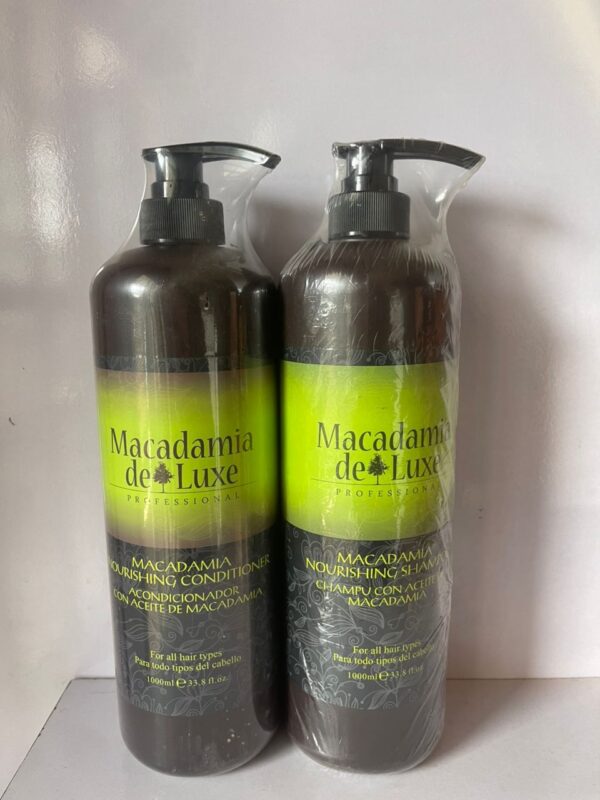 Macadamia
de Luxe
PROFESSIONAL
MACADAMIA
NOURISHING CONDITIONER
ACONDICIONADOR
CON ACEITE DE MACADAMIA
For all hair types
Para todo tipos del cabello
1000ml ℮ 33.8 fl.oz.
Macadamia
de Luxe
PROFESSIONAL
MACADAMIA
NOURISHING SHAMPOO
CHAMPU CON ACEITE
MACADAMIA
For all hair types
Para todo tipos del cabello
1000ml ℮ 33.8 fl.oz.